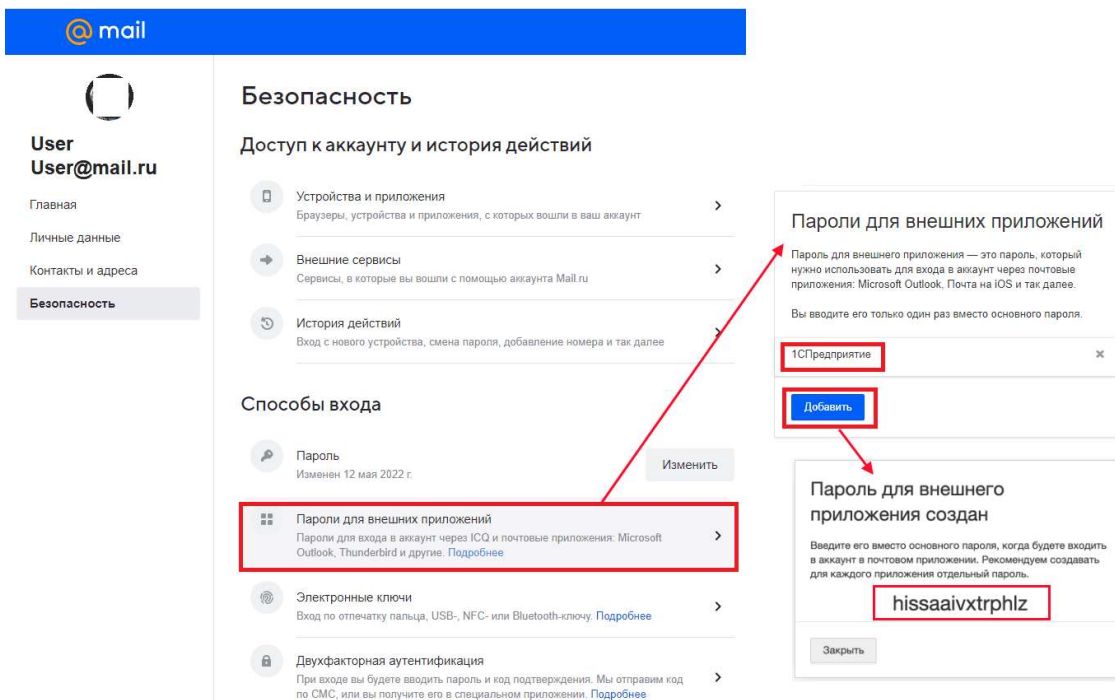 @ mail
User
User@mail.ru
Главная
Личные данные
Контакты и адреса
Безопасность
Безопасность
Доступ к аккаунту и история действий
Устройства и приложения
Браузеры, устройства и приложения, с которых вошли в ваш аккаунт
Внешние сервисы
Сервисы, в которые вы вошли с помощью аккаунта Mail.ru
История действий
Вход с нового устройства, смена пароля, добавление номера и так далее
Способы входа
Пароль
Изменен 12 мая 2022 г.
Изменить
Пароли для внешних приложений
Пароли для входа в аккаунт через ICQ и почтовые приложения: Microsoft
Outlook, Thunderbird и другие. Подробнее
Электронные ключи
Вход по отпечатку пальца, USB-, NFC- или Bluetooth-ключу. Подробнее
Двухфакторная аутентификация
При входе вы будете вводить пароль и код подтверждения. Мы отправим код
по СМС, или вы получите его в специальном приложении. Подробнее
Пароли для внешних приложений
Пароль для внешнего приложения — это пароль, который
нужно использовать для входа в аккаунт через почтовые
приложения: Microsoft Outlook, Почта на iOS и так далее.
Вы вводите его только один раз вместо основного пароля.
1СПредприятие
Добавить
Пароль для внешнего
приложения создан
Введите его вместо основного пароля, когда будете входить
в аккаунт в почтовом приложении. Рекомендуем создавать
для каждого приложения отдельный пароль.
hissaaivxtrphlz
Закрыть